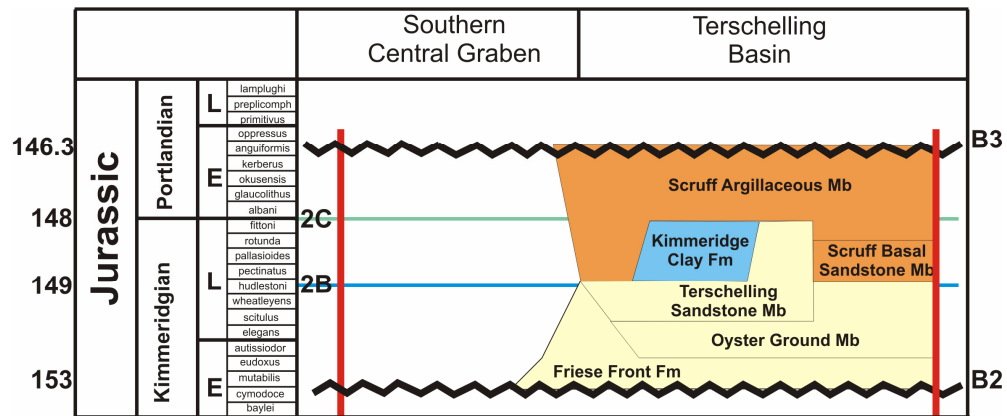 Southern
Central Graben
Terschelling
Basin
Jurassic
Portlandian
Kimmeridgian
L
E
L
E
lamplughi
preplicomph
primitivus
oppressus
anguiformis
kerberus
okusensis
glaucolithus
albani
fittoni
rotunda
pallasioides
pectinatus
hudlestoni
wheatleyens
scitulus
elegans
autissiodor
eudoxus
mutabilis
cymodoce
baylei
146.3
148
149
153
2C
2B
B3
B2
Scruff Argillaceous Mb
Kimmeridge
Clay Fm
Scruff Basal
Sandstone Mb
Terschelling
Sandstone Mb
Oyster Ground Mb
Friese Front Fm